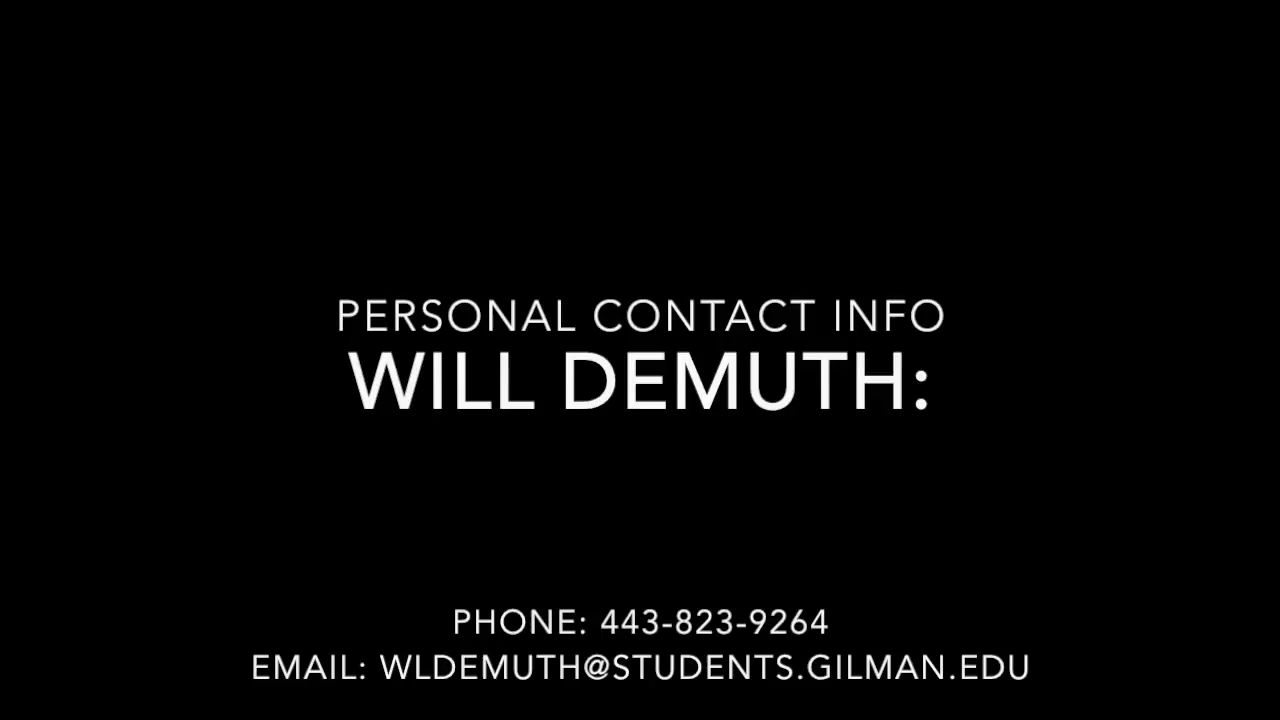 PERSONAL CONTACT INFO
WILL DEMUTH:
PHONE: 443-823-9264
EMAIL: WLDEMUTH@STUDENTS.GILMAN.EDU